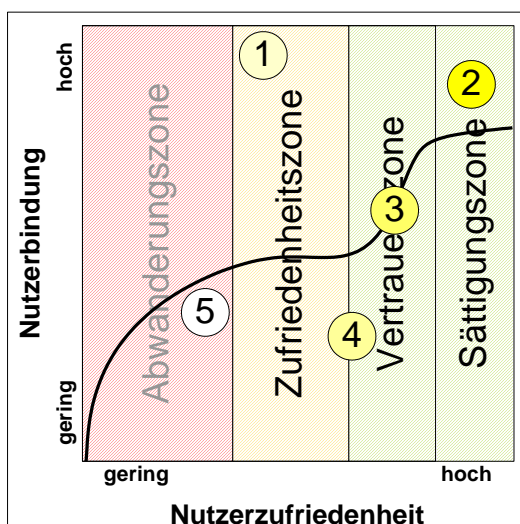 Nutzerbindung
hoch
gering
Abwanderungszone
Zufriedenheitszone
Vertrauenszone
Sättigungszone
1
2
3
4
5
gering
hoch
Nutzerzufriedenheit